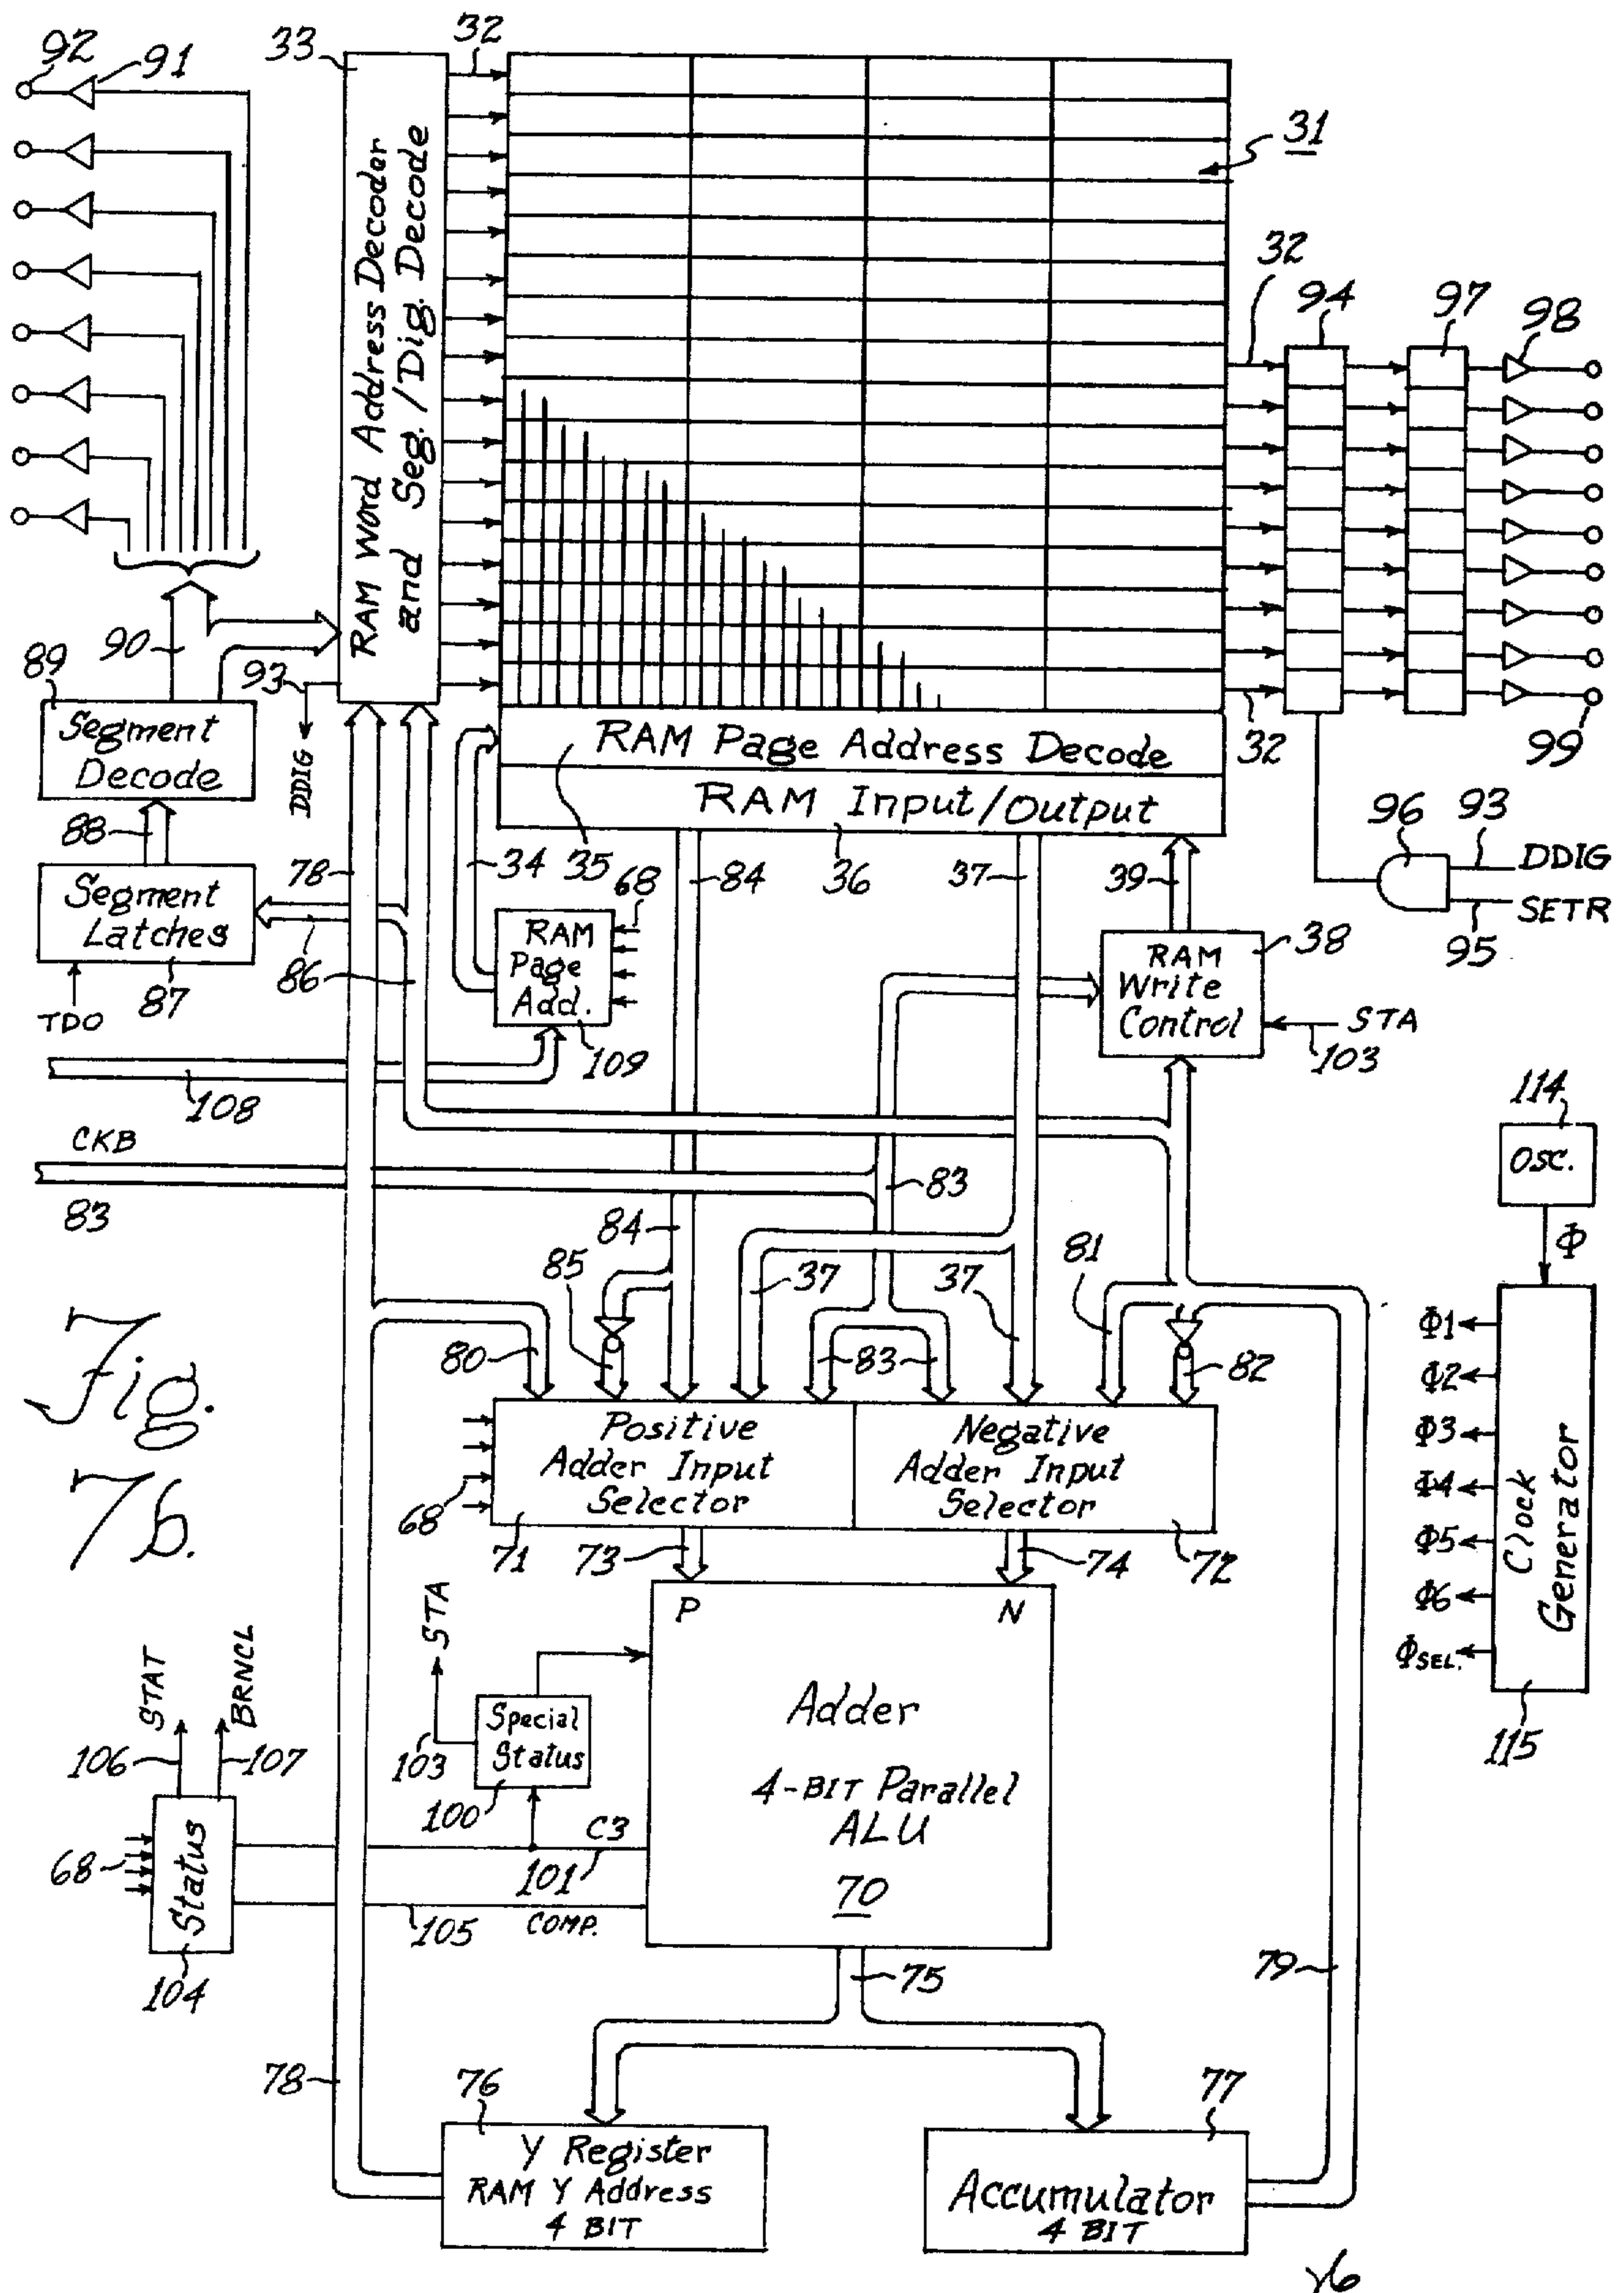 92
91
33
32
31
RAM Word Address Decoder
and Seg./Dig. Decode
32
94
97
98
89
90
93
DDIG
Segment
Decode
88
Segment
Latches
TDO
87
78
86
RAM Page Address Decode
RAM Input/Output
32
99
34
35
84
36
37
39
68
96
93
DDIG
SETR
95
RAM
Page
Add.
109
38
RAM
Write
Control
STA
103
108
CKB
83
83
84
85
37
37
81
80
83
82
114
Osc.
Φ
Φ1
Φ2
Φ3
Φ4
Φ5
Φ6
ΦSEL.
Clock
Generator
115
Fig.
7b.
Positive
Adder Input
Selector
Negative
Adder Input
Selector
68
71
73
74
72
STA
P
N
Adder
4-BIT Parallel
ALU
70
Special
Status
103
100
C3
101
STAT
BRNCL
106
107
68
Status
104
105
COMP.
75
79
78
76
77
Y Register
RAM Y Address
4 BIT
Accumulator
4 BIT